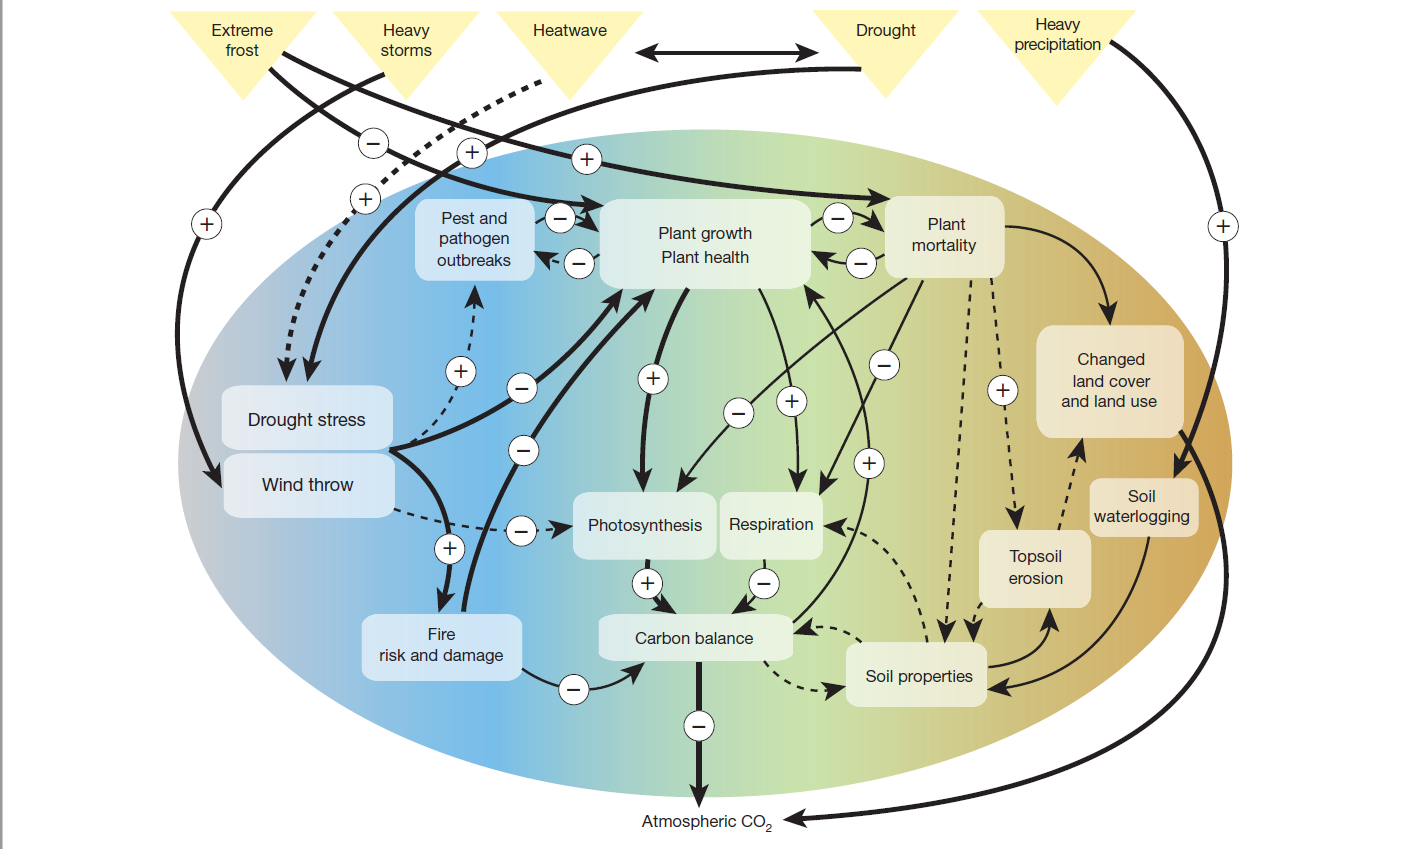 Extreme
frost
Heavy
storms
Heatwave
Drought
Heavy
precipitation
−
+
+
+
+
+
Pest and
pathogen
outbreaks
−
−
Plant growth
Plant health
−
−
Plant
mortality
+
−
+
−
+
−
+
Changed
land cover
and land use
Drought stress
Wind throw
−
+
−
+
Photosynthesis
Respiration
Soil
waterlogging
Topsoil
erosion
+
−
Fire
risk and damage
Carbon balance
−
Soil properties
−
Atmospheric CO₂